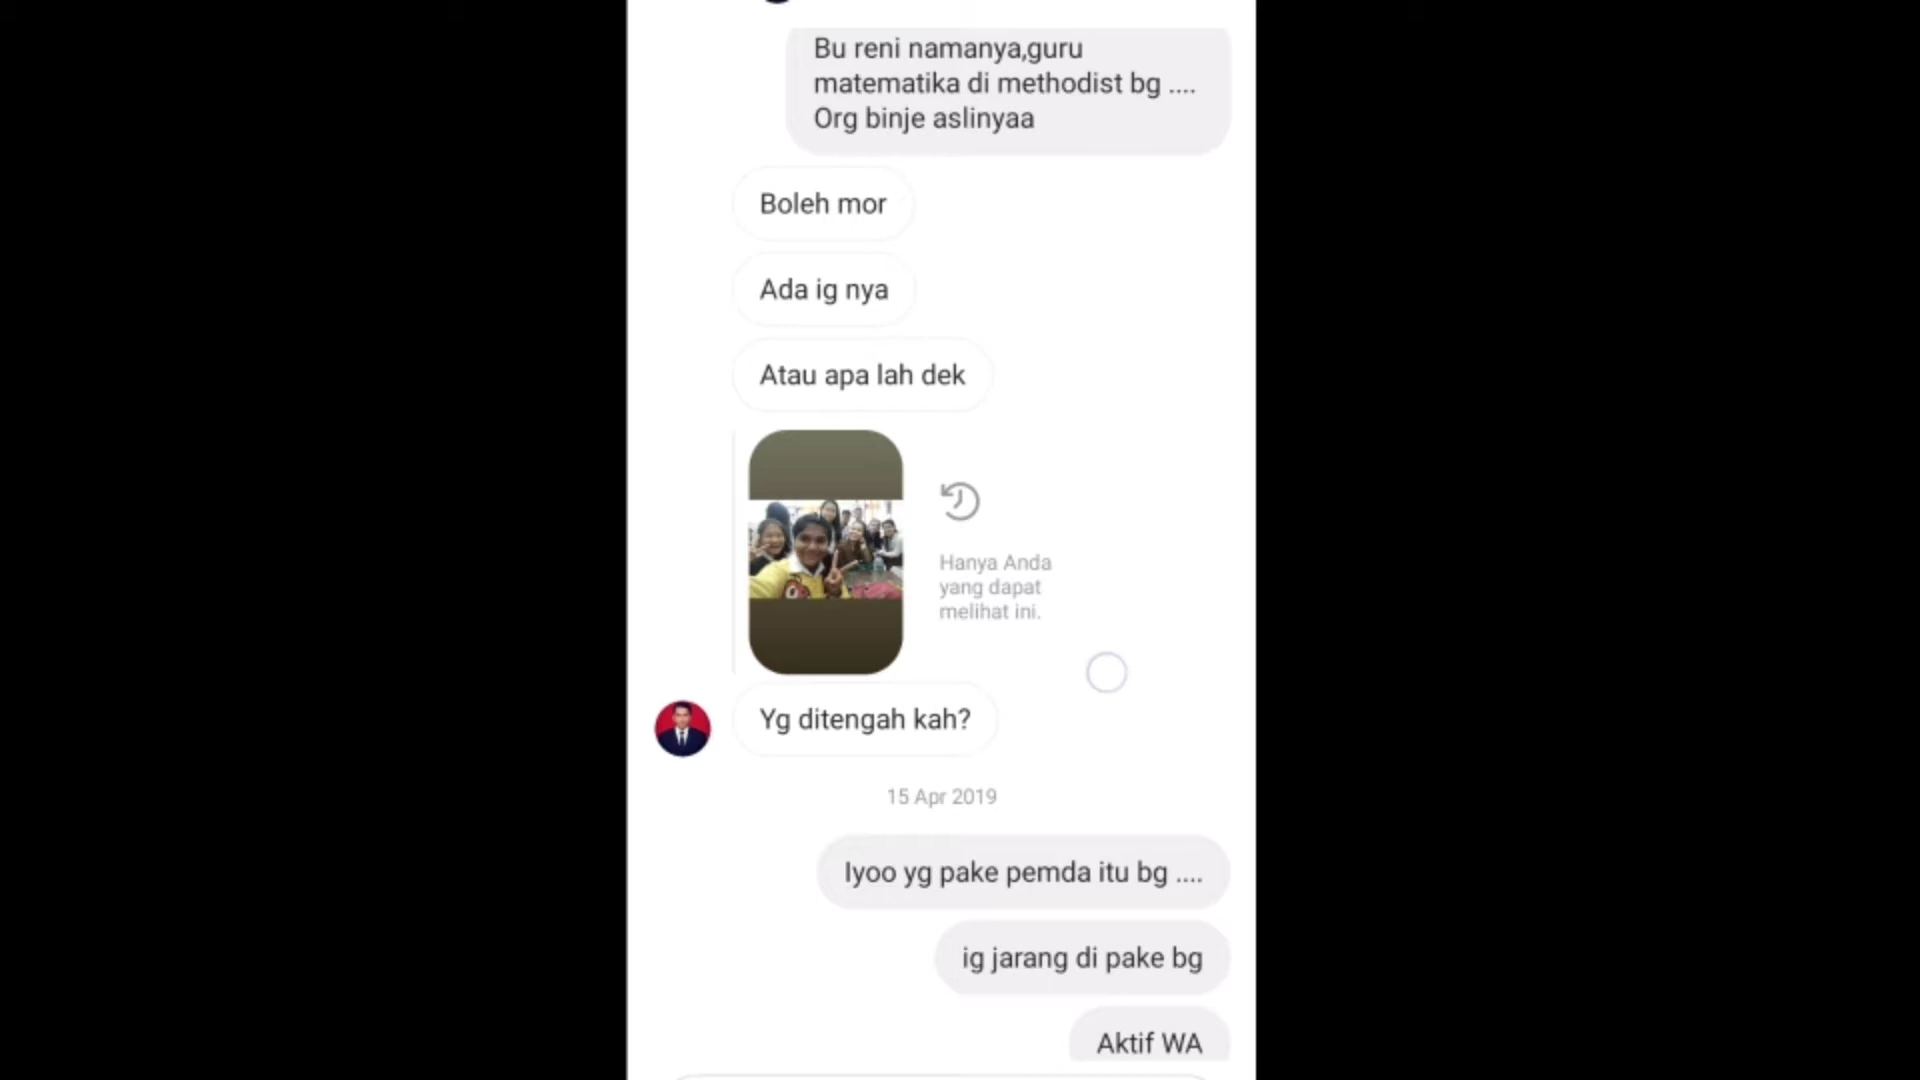 Bu reni namanya,guru
matematika di methodist bg ....
Org binje aslinyaa
Boleh mor
Ada ig nya
Atau apa lah dek
Hanya Anda
yang dapat
melihat ini.
Yg ditengah kah?
15 Apr 2019
Iyoo yg pake pemda itu bg ....
ig jarang di pake bg
Aktif WA